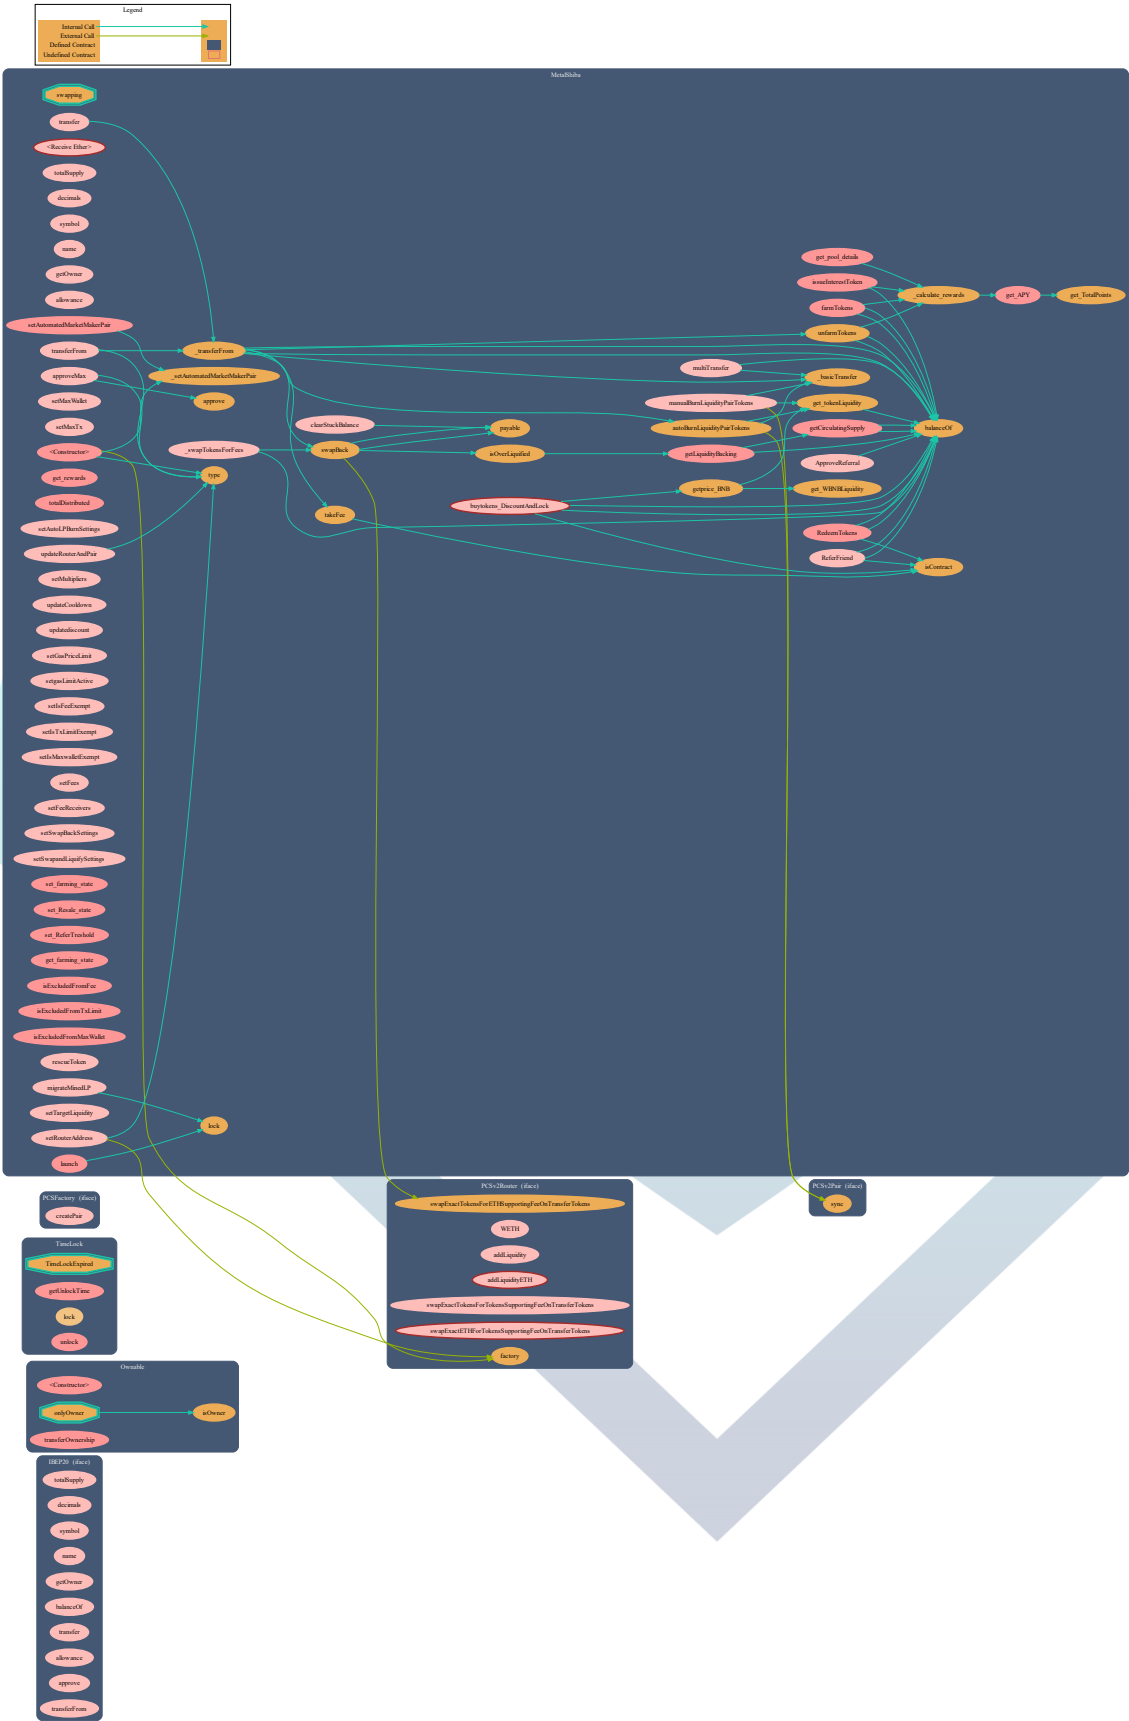 Legend
Internal Call
External Call
Defined Contract
Undefined Contract
MetalShiba
swapping
transfer
<Receive Ether>
totalSupply
decimals
symbol
name
getOwner
allowance
setAutomatedMarketMakerPair
transferFrom
approveMax
setMaxWallet
setMaxTx
<Constructor>
get_rewards
totalDistributed
setAutoLPBurnSettings
updateRouterAndPair
setMultipliers
updateCooldown
updatediscount
setGasPriceLimit
setgasLimitActive
setIsFeeExempt
setIsTxLimitExempt
setIsMaxwalletExempt
setFees
setFeeReceivers
setSwapBackSettings
setSwapandLiquifySettings
set_farming_state
set_Resale_state
set_ReferTreshold
get_farming_state
isExcludedFromFee
isExcludedFromTxLimit
isExcludedFromMaxWallet
rescueToken
migrateMinedLP
setTargetLiquidity
setRouterAddress
launch
_transferFrom
_setAutomatedMarketMakerPair
approve
_swapTokensForFees
type
lock
clearStuckBalance
swapBack
takeFee
payable
isOverLiquified
buytokens_DiscountAndLock
multiTransfer
manualBurnLiquidityPairTokens
autoBurnLiquidityPairTokens
getLiquidityBacking
getprice_BNB
get_pool_details
issueInterestToken
farmTokens
unfarmTokens
_basicTransfer
get_tokenLiquidity
getCirculatingSupply
ApproveReferral
get_WBNBLiquidity
RedeemTokens
ReferFriend
_calculate_rewards
balanceOf
isContract
get_APY
get_TotalPoints
PCSFactory (iface)
createPair
TimeLock
TimeLockExpired
getUnlockTime
lock
unlock
Ownable
<Constructor>
onlyOwner
isOwner
transferOwnership
IBEP20 (iface)
totalSupply
decimals
symbol
name
getOwner
balanceOf
transfer
allowance
approve
transferFrom
PCSv2Router (iface)
swapExactTokensForETHSupportingFeeOnTransferTokens
WETH
addLiquidity
addLiquidityETH
swapExactTokensForTokensSupportingFeeOnTransferTokens
swapExactETHForTokensSupportingFeeOnTransferTokens
factory
PCSv2Pair (iface)
sync